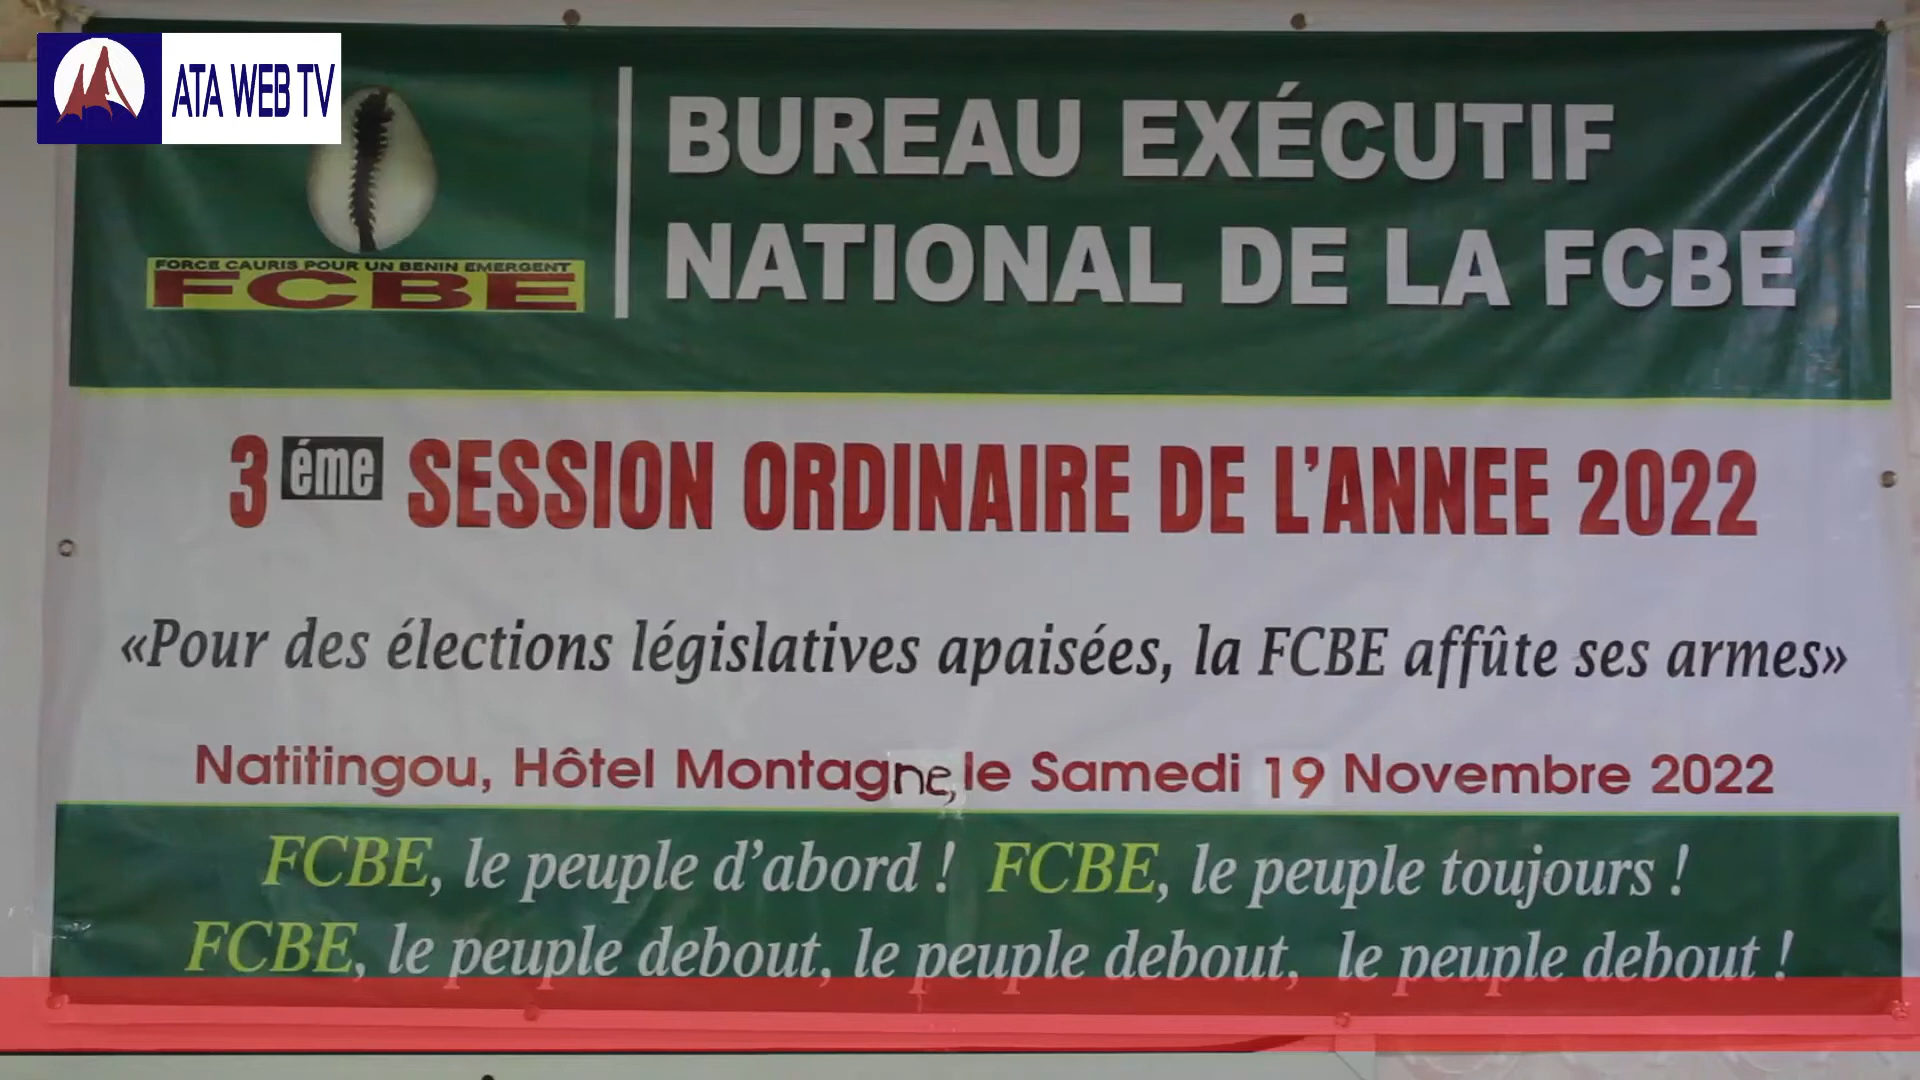 ATA WEB TV
BUREAU EXÉCUTIF
NATIONAL DE LA FCBE
FORCE CAURIS POUR UN BENIN EMERGENT
FCBE
3 éme SESSION ORDINAIRE DE L'ANNEE 2022
«Pour des élections législatives apaisées, la FCBE affûte ses armes»
Natitingou, Hôtel Montagne, le Samedi 19 Novembre 2022
FCBE, le peuple d'abord ! FCBE, le peuple toujours !
FCBE, le peuple debout, le peuple debout, le peuple debout !